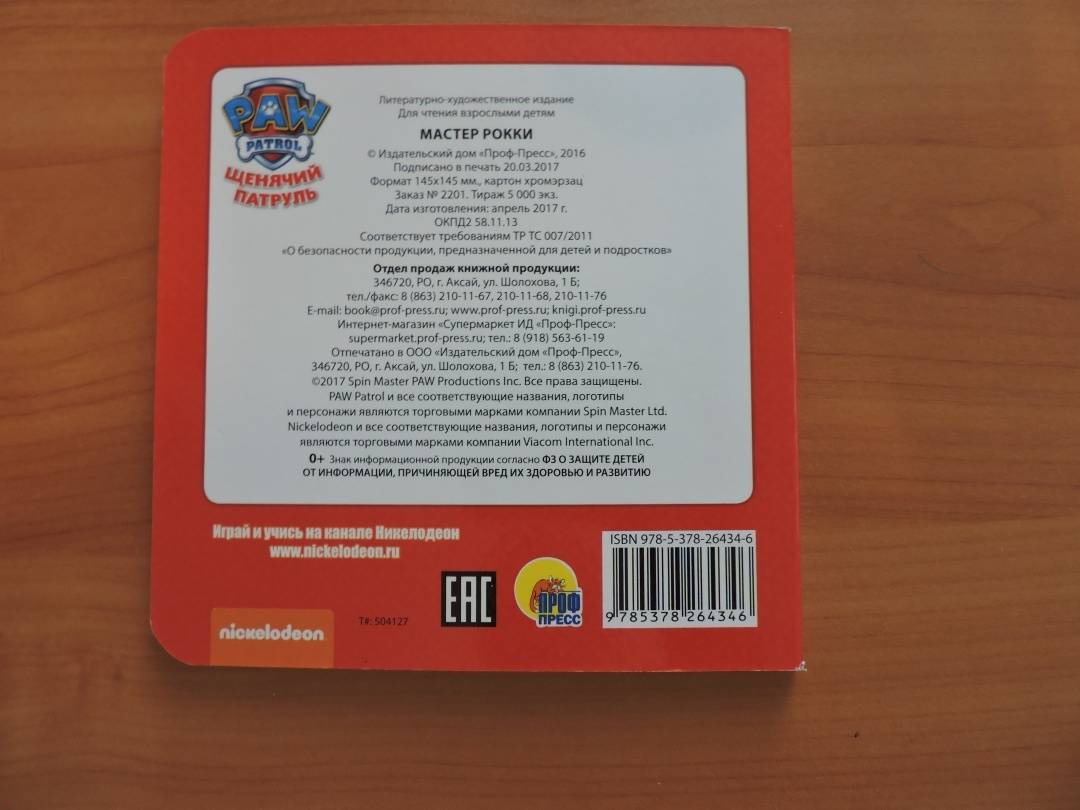 PAW
PATROL
ЩЕНЯЧИЙ
ПАТРУЛЬ
Литературно-художественное издание
Для чтения взрослыми детям
МАСТЕР РОККИ
© Издательский дом «Проф-Пресс», 2016
Подписано в печать 20.03.2017
Формат 145х145 мм., картон хромэрзац
Заказ № 2201. Тираж 5 000 экз.
Дата изготовления: апрель 2017 г.
ОКПД2 58.11.13
Соответствует требованиям ТР ТС 007/2011
«О безопасности продукции, предназначенной для детей и подростков»
Отдел продаж книжной продукции:
346720, РО, г. Аксай, ул. Шолохова, 1 Б;
тел./факс: 8 (863) 210-11-67, 210-11-68, 210-11-76
E-mail: book@prof-press.ru; www.prof-press.ru; knigi.prof-press.ru
Интернет-магазин «Супермаркет ИД «Проф-Пресс»:
supermarket.prof-press.ru; тел.: 8 (918) 563-61-19
Отпечатано в ООО «Издательский дом «Проф-Пресс»,
346720, РО, г. Аксай, ул. Шолохова, 1 Б; тел.: 8 (863) 210-11-76.
©2017 Spin Master PAW Productions Inc. Все права защищены.
PAW Patrol и все соответствующие названия, логотипы
и персонажи являются торговыми марками компании Spin Master Ltd.
Nickelodeon и все соответствующие названия, логотипы и персонажи
являются торговыми марками компании Viacom International Inc.
0+ Знак информационной продукции согласно ФЗ О ЗАЩИТЕ ДЕТЕЙ
ОТ ИНФОРМАЦИИ, ПРИЧИНЯЮЩЕЙ ВРЕД ИХ ЗДОРОВЬЮ И РАЗВИТИЮ
Играй и учись на канале Никелодеон
www.nickelodeon.ru
nickelodeon
T#: 504127
EAC
ПРОФ
ПРЕСС
ISBN 978-5-378-26434-6
9 785378 264346